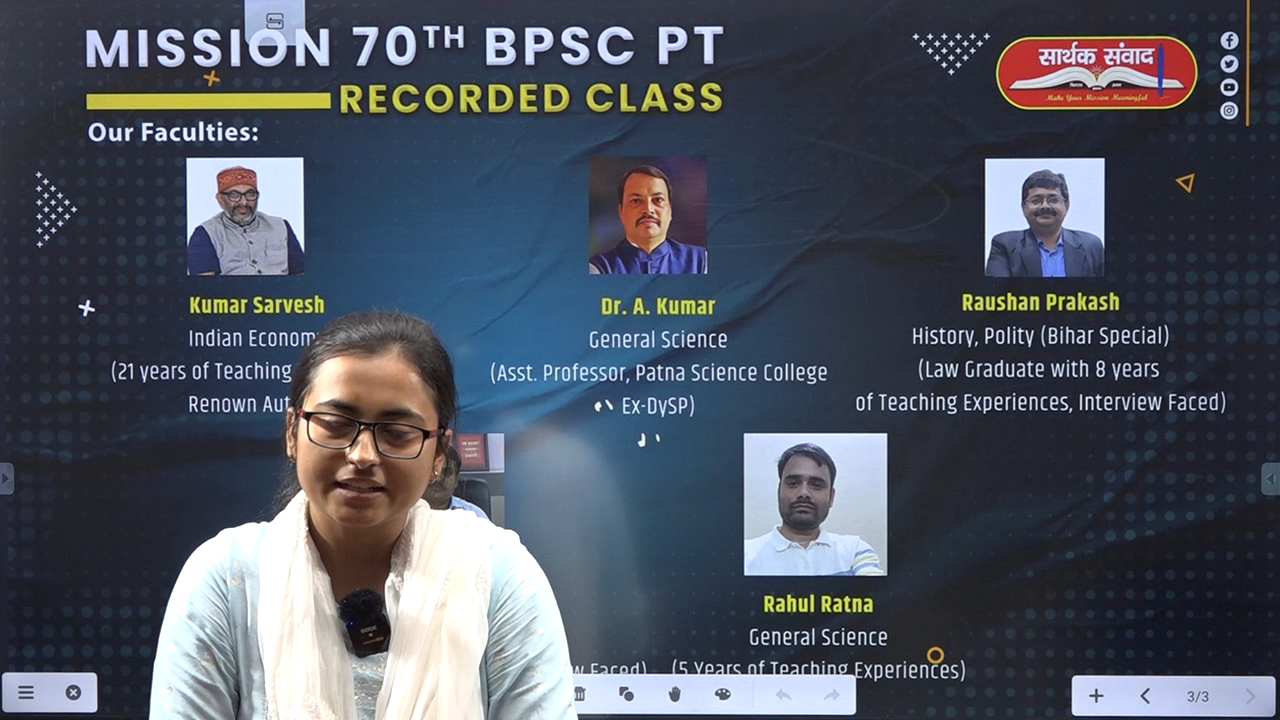 MISSION 70TH BPSC PT
RECORDED CLASS
सार्थक संवाद
Make Your Mission Meaningful
Our Faculties:
Kumar Sarvesh
Indian Econom
(21 years of Teaching
Renown Aut
Dr. A. Kumar
General Science
(Asst. Professor, Patna Science College
Ex-DySP)
Raushan Prakash
History, Polity (Bihar Special)
(Law Graduate with 8 years
of Teaching Experiences, Interview Faced)
Rahul Ratna
General Science
w Faced) (5 Years of Teaching Experiences)
3/3